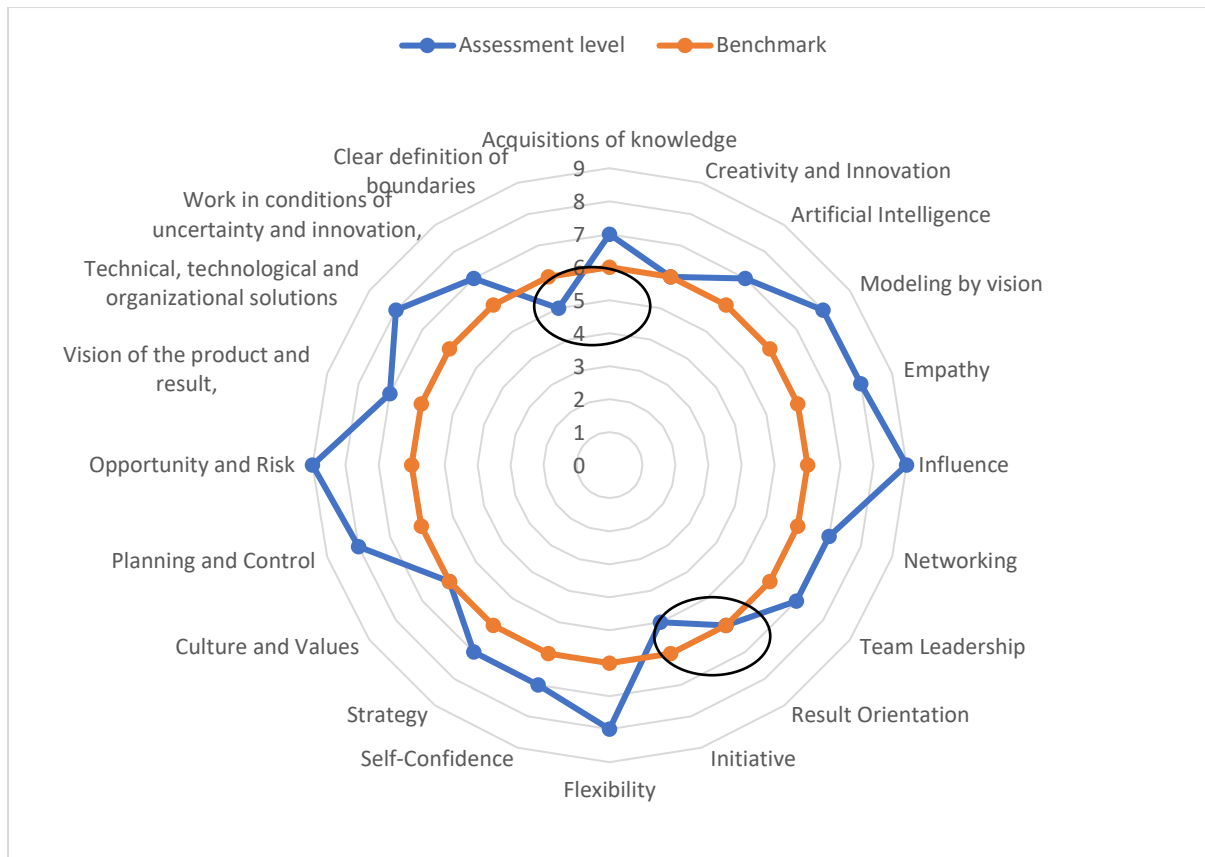 Assessment level
Benchmark
Acquisitions of knowledge
Creativity and Innovation
Artificial Intelligence
Modeling by vision
Empathy
Influence
Networking
Team Leadership
Result Orientation
Initiative
Flexibility
Self-Confidence
Strategy
Culture and Values
Planning and Control
Opportunity and Risk
Vision of the product and
result,
Technical, technological and
organizational solutions
Work in conditions of
uncertainty and innovation,
Clear definition of
boundaries
9
8
7
6
5
4
3
2
1
0